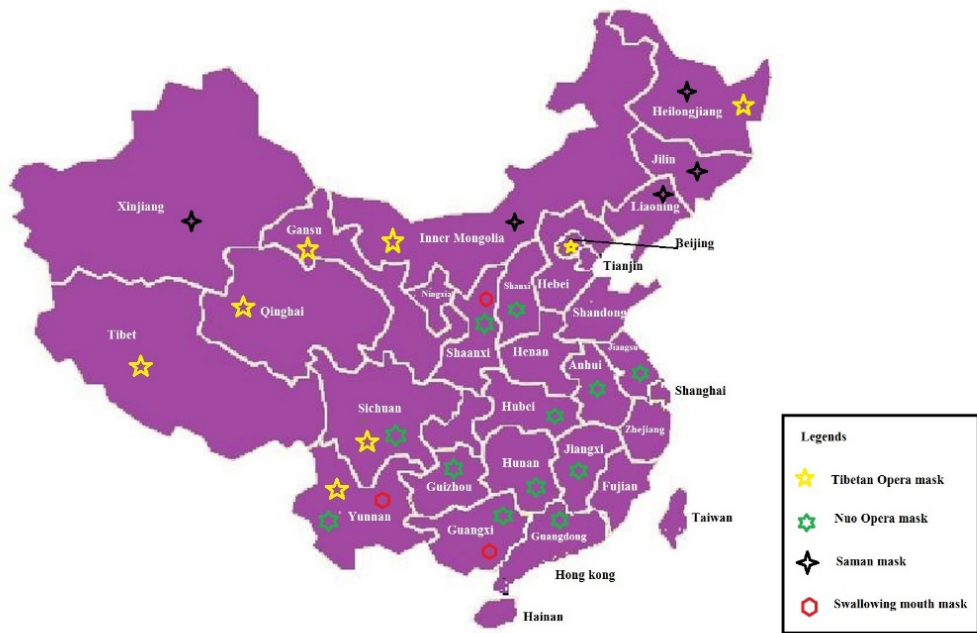 Heilongjiang
Jilin
Liaoning
Xinjiang
Gansu
Inner Mongolia
Beijing
Tianjin
Hebei
Shanxi
Ningxia
Qinghai
Shandong
Tibet
Shaanxi
Henan
Jiangsu
Anhui
Shanghai
Sichuan
Hubei
Zhejiang
Jiangxi
Hunan
Guizhou
Fujian
Yunnan
Guangxi
Guangdong
Taiwan
Hong kong
Hainan
Legends
Tibetan Opera mask
Nuo Opera mask
Saman mask
Swallowing mouth mask